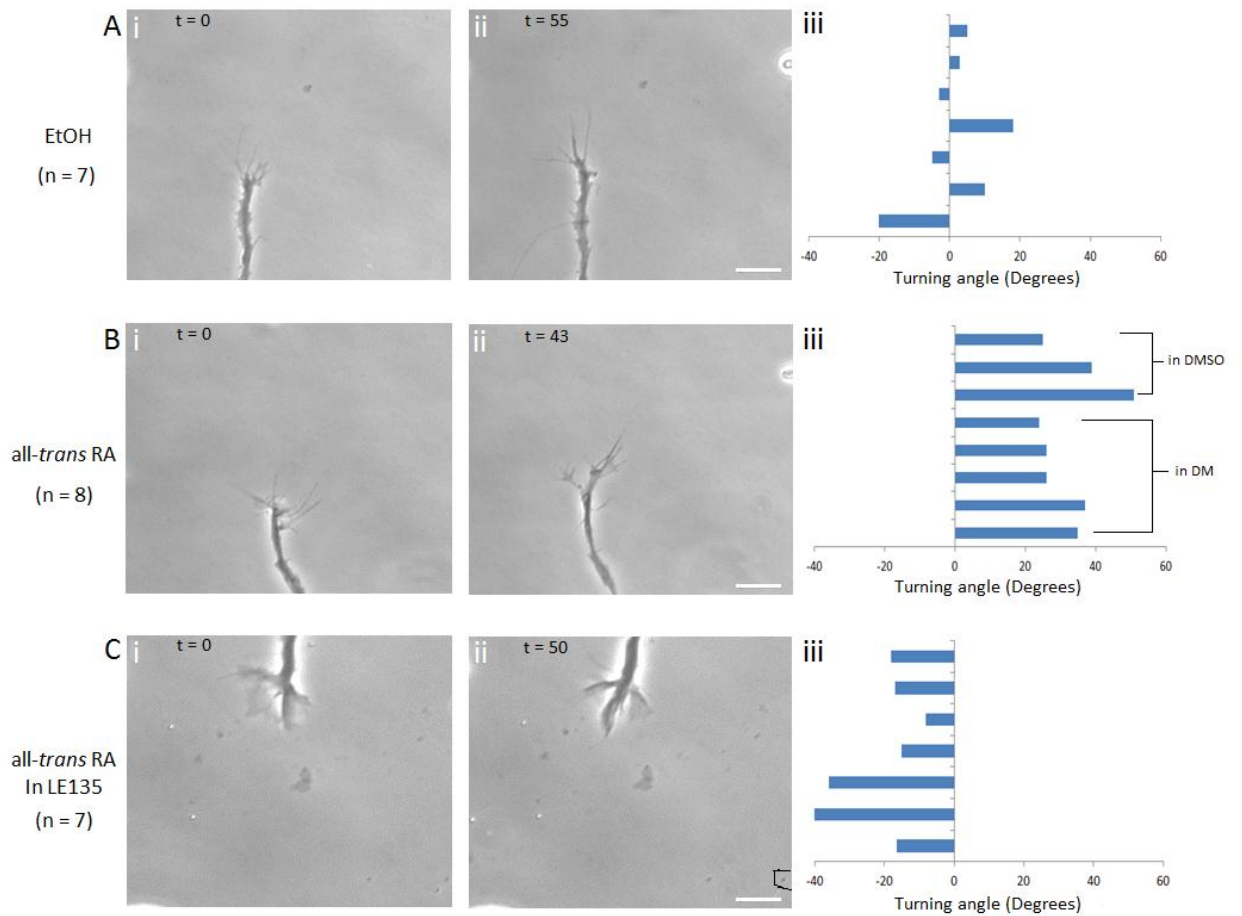 A
i
t = 0
ii
t = 55
iii
EtOH
(n = 7)
-40 -20 0 20 40 60
Turning angle (Degrees)
B
i
t = 0
ii
t = 43
iii
in DMSO
all-trans RA
(n = 8)
in DM
-40 -20 0 20 40 60
Turning angle (Degrees)
C
i
t = 0
ii
t = 50
iii
all-trans RA
In LE135
(n = 7)
-40 -20 0 20 40 60
Turning angle (Degrees)